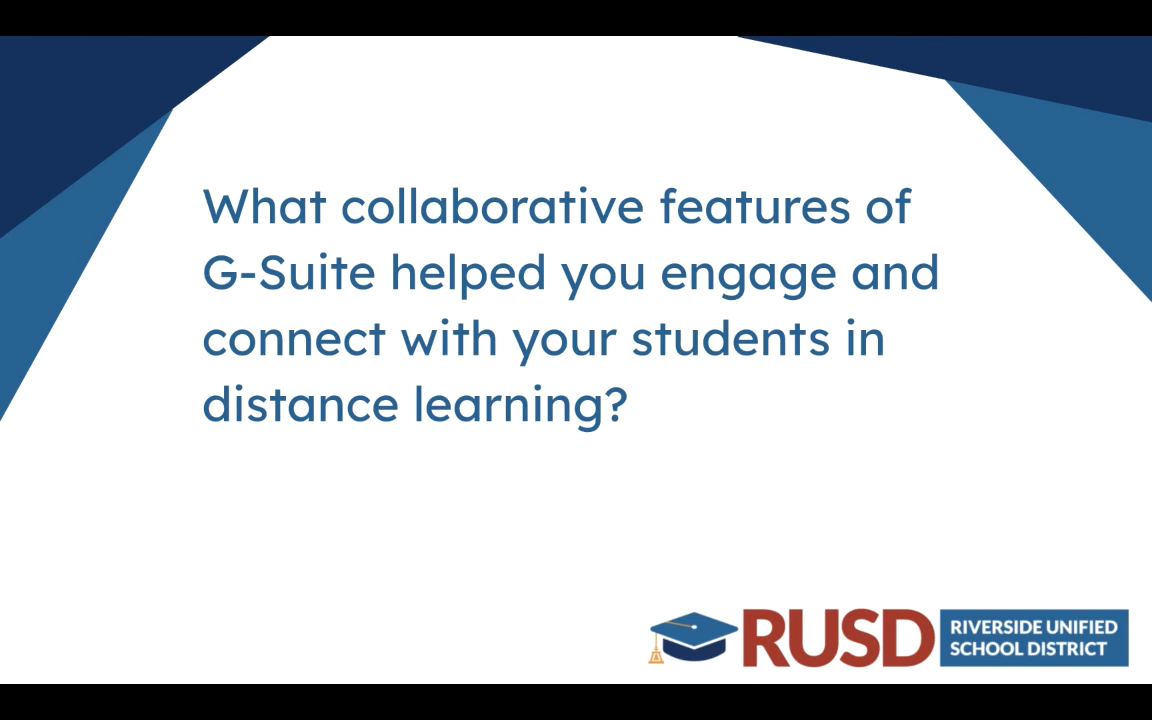 What collaborative features of
G-Suite helped you engage and
connect with your students in
distance learning?
RUSD
RIVERSIDE UNIFIED
SCHOOL DISTRICT